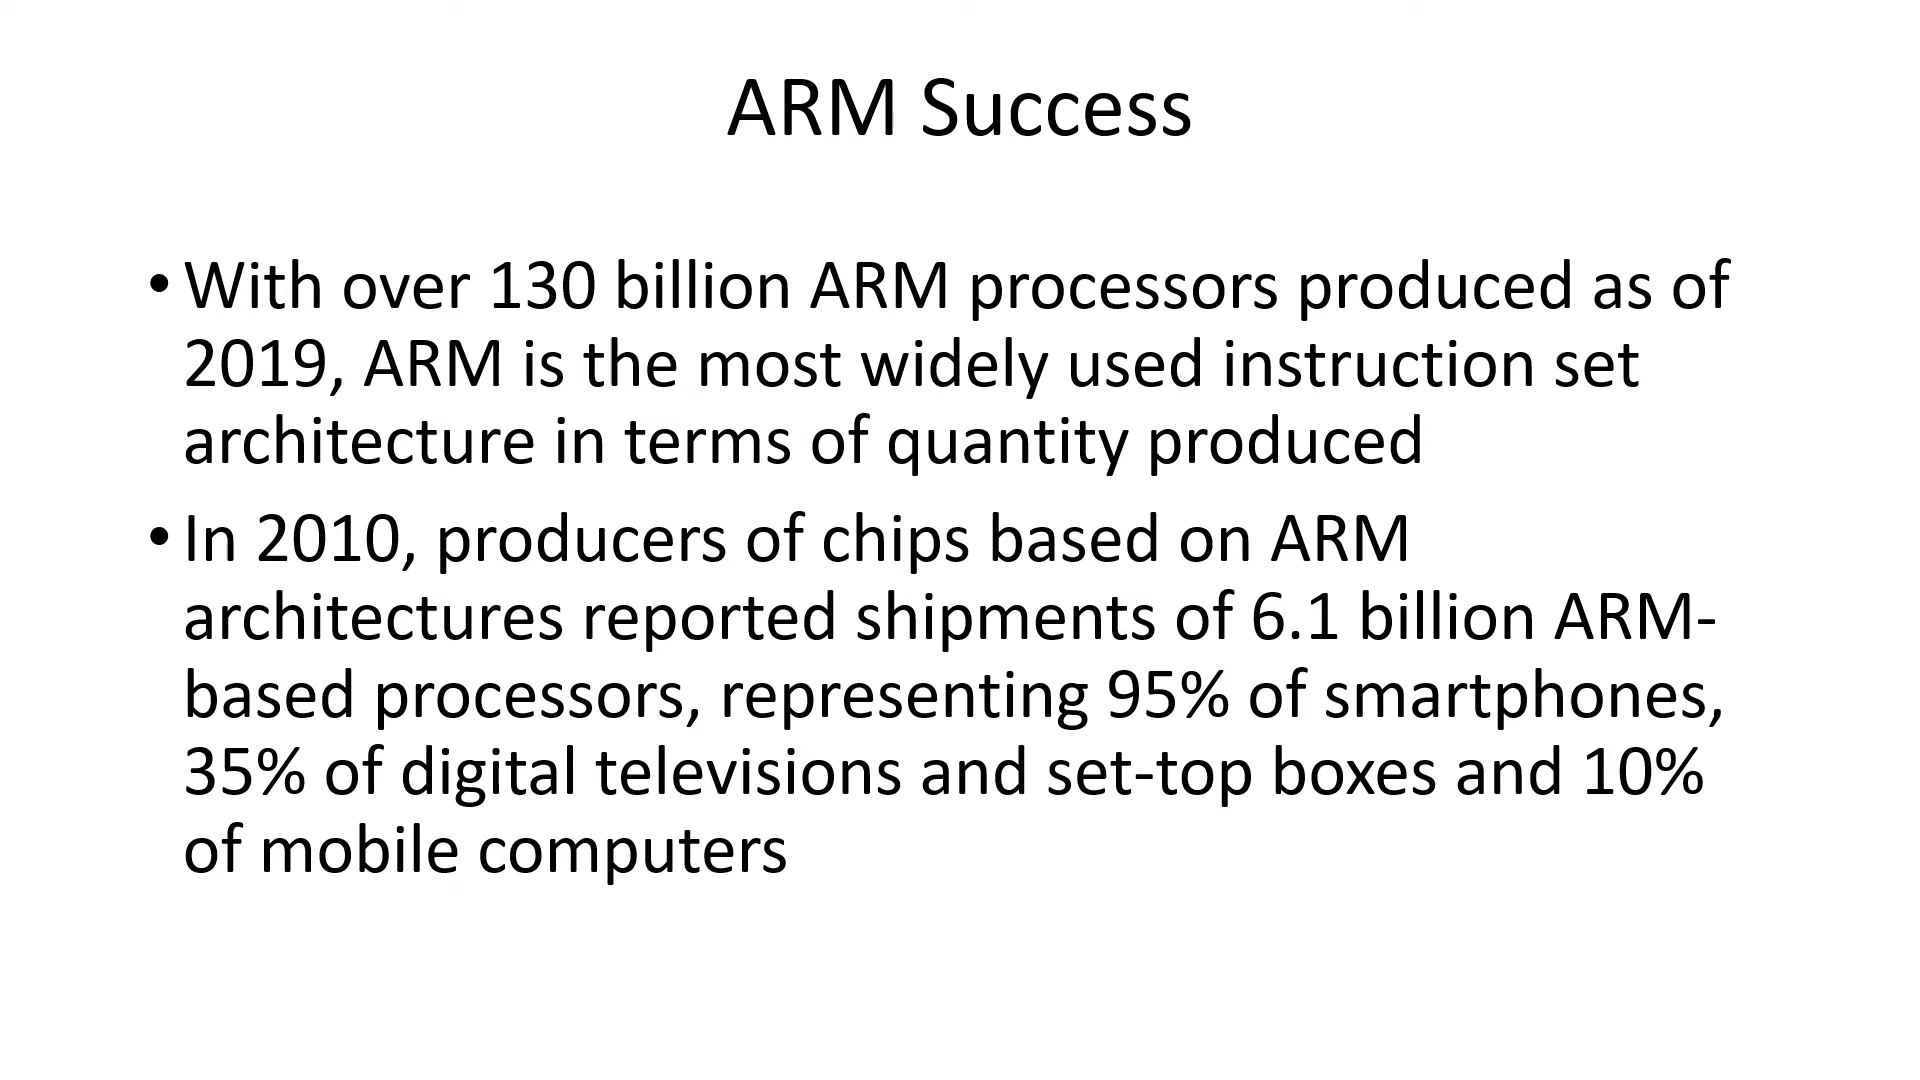 ARM Success
• With over 130 billion ARM processors produced as of
2019, ARM is the most widely used instruction set
architecture in terms of quantity produced
• In 2010, producers of chips based on ARM
architectures reported shipments of 6.1 billion ARM-
based processors, representing 95% of smartphones,
35% of digital televisions and set-top boxes and 10%
of mobile computers